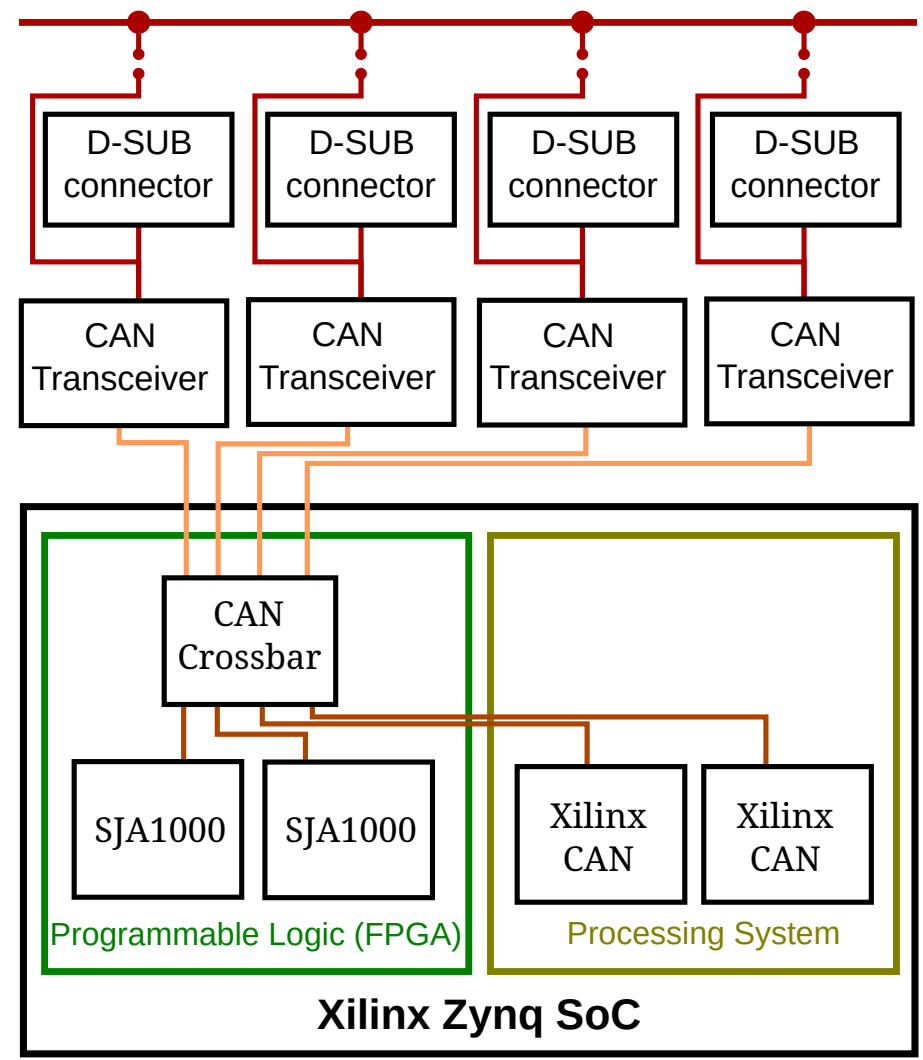 D-SUB
connector
D-SUB
connector
D-SUB
connector
D-SUB
connector
CAN
Transceiver
CAN
Transceiver
CAN
Transceiver
CAN
Transceiver
CAN
Crossbar
SJA1000
SJA1000
Xilinx
CAN
Xilinx
CAN
Programmable Logic (FPGA)
Processing System
Xilinx Zynq SoC